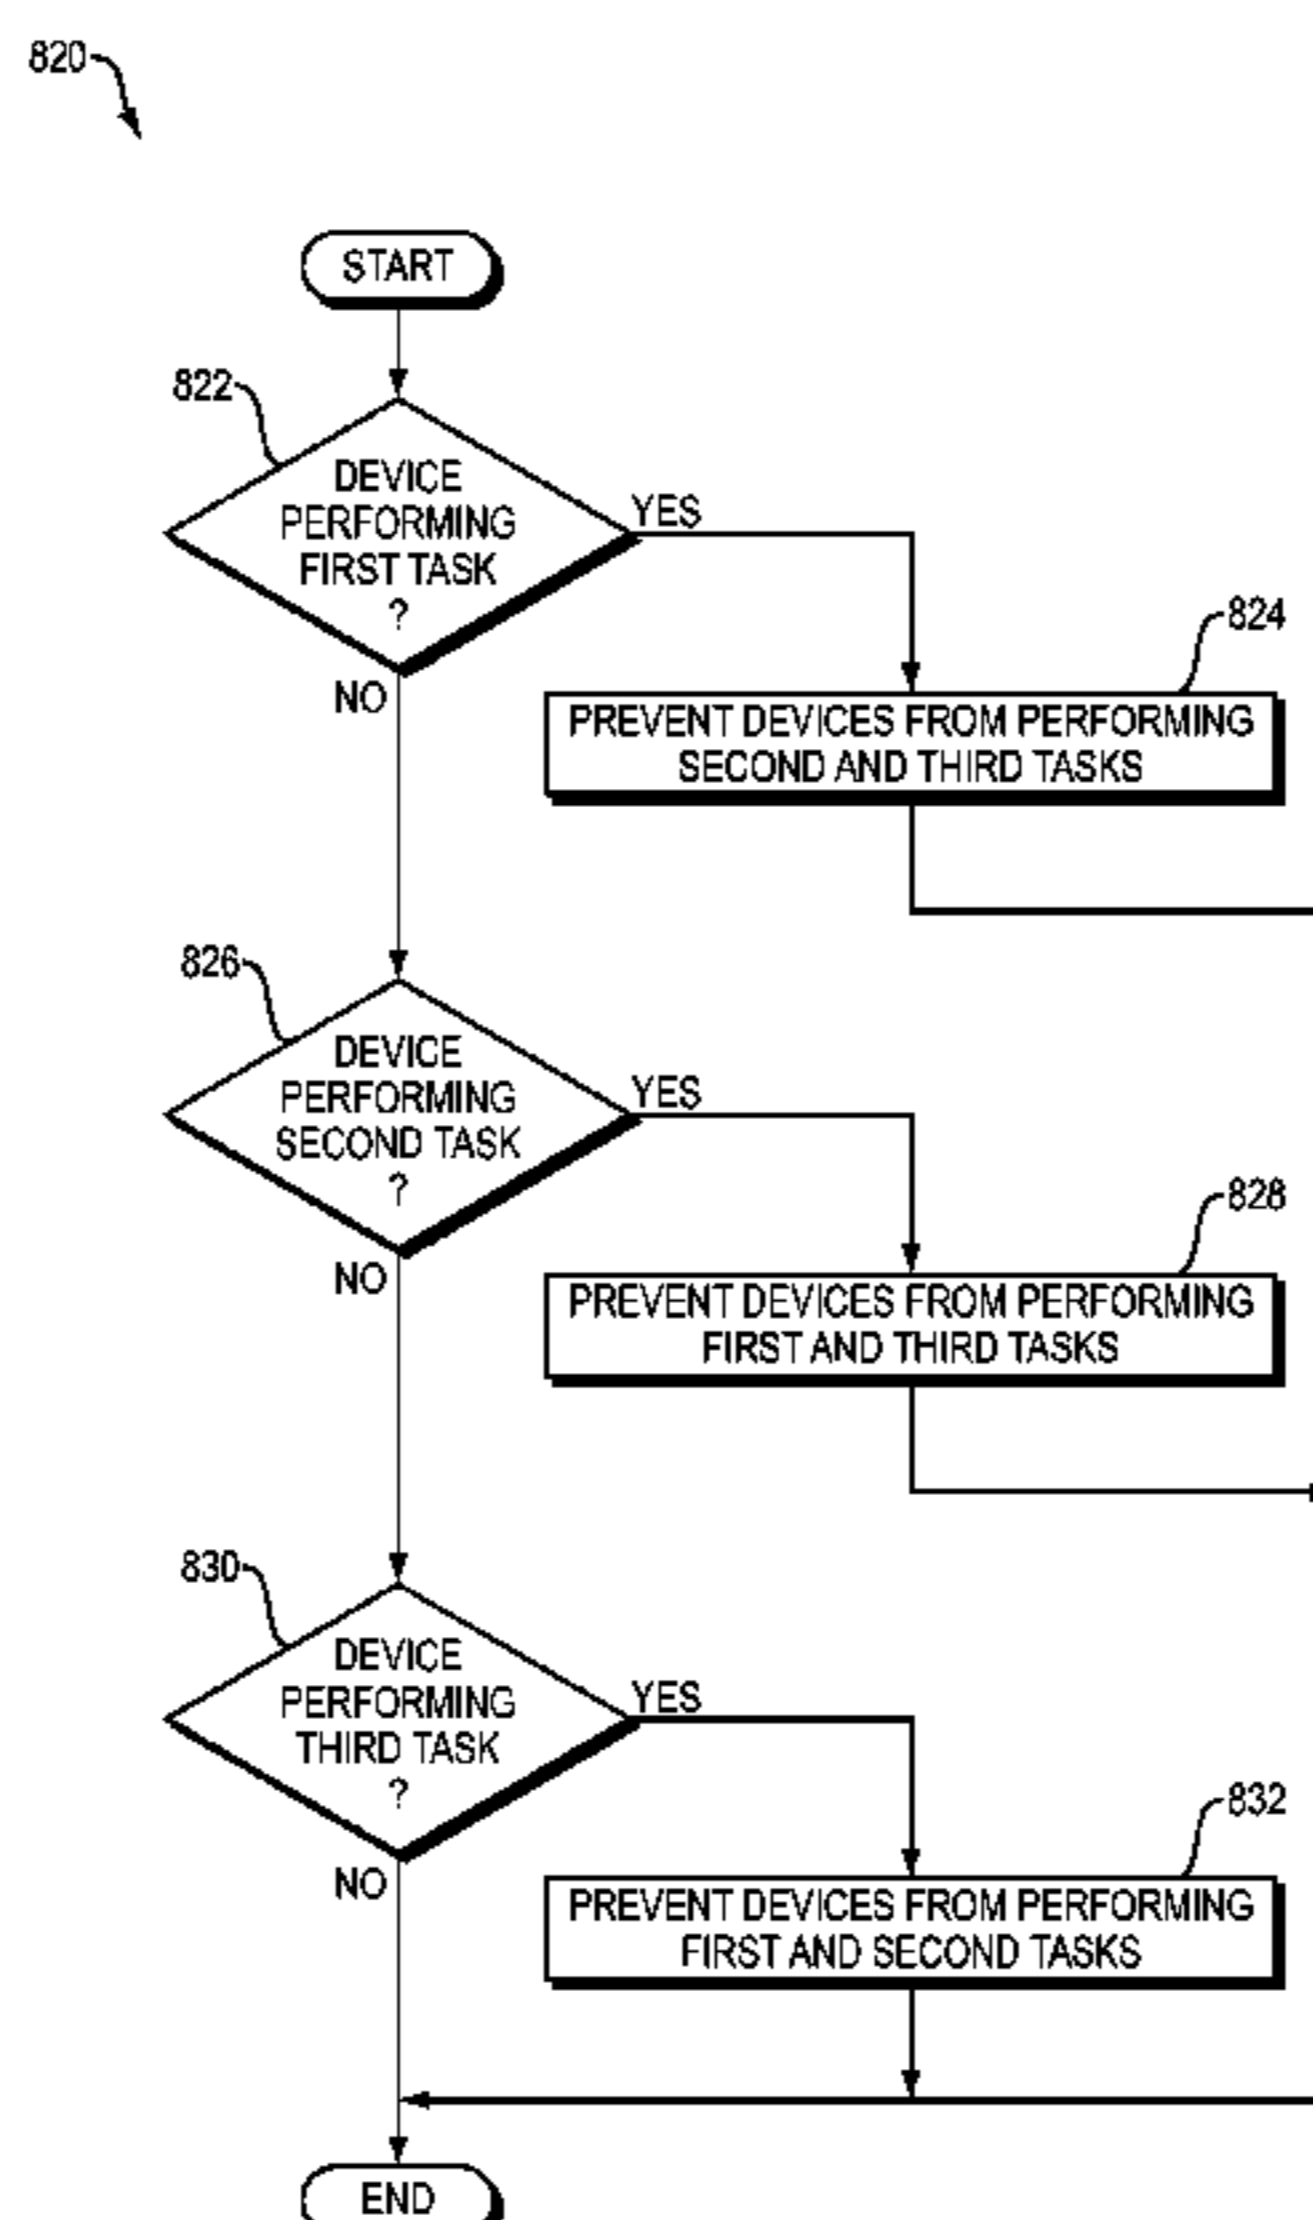 820
START
822
DEVICE
PERFORMING
FIRST TASK
?
YES
NO
824
PREVENT DEVICES FROM PERFORMING
SECOND AND THIRD TASKS
826
DEVICE
PERFORMING
SECOND TASK
?
YES
NO
828
PREVENT DEVICES FROM PERFORMING
FIRST AND THIRD TASKS
830
DEVICE
PERFORMING
THIRD TASK
?
YES
NO
832
PREVENT DEVICES FROM PERFORMING
FIRST AND SECOND TASKS
END